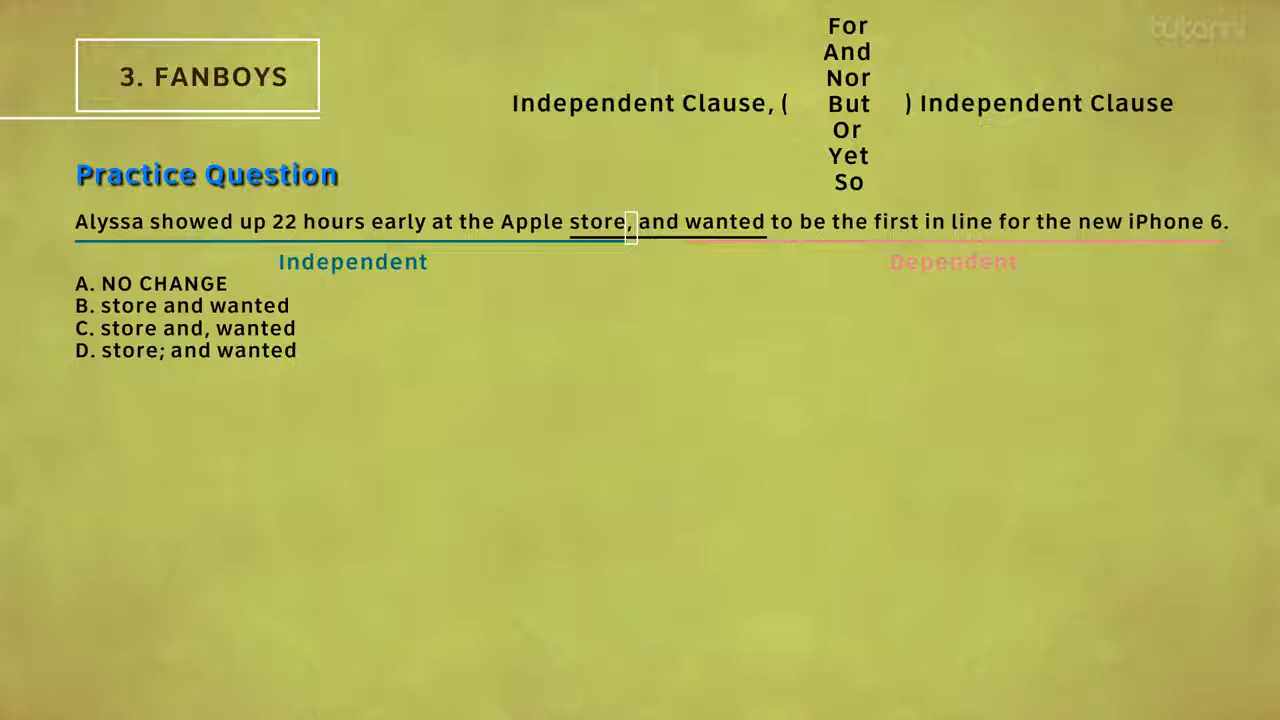 tutorri
3. FANBOYS
For
And
Nor
Independent Clause, ( But ) Independent Clause
Or
Yet
So
Practice Question
Alyssa showed up 22 hours early at the Apple store, and wanted to be the first in line for the new iPhone 6.
Independent Dependent
A. NO CHANGE
B. store and wanted
C. store and, wanted
D. store; and wanted